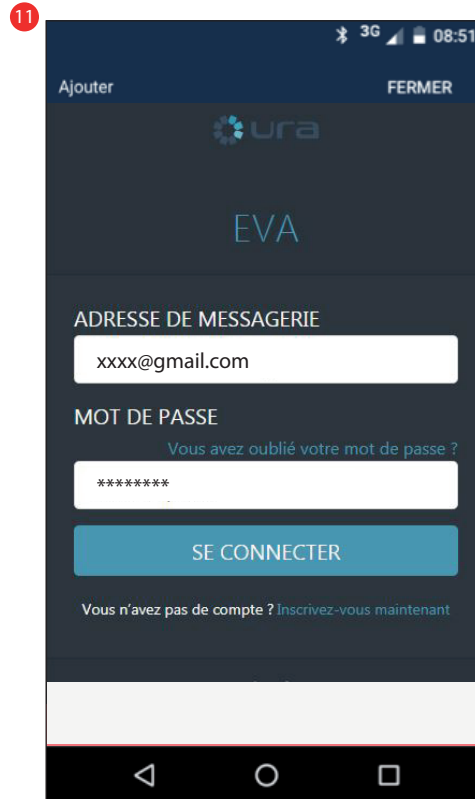 11
3G 08:51
Ajouter FERMER
ura
EVA
ADRESSE DE MESSAGERIE
xxxx@gmail.com
MOT DE PASSE
Vous avez oublié votre mot de passe ?
********
SE CONNECTER
Vous n'avez pas de compte ? Inscrivez-vous maintenant